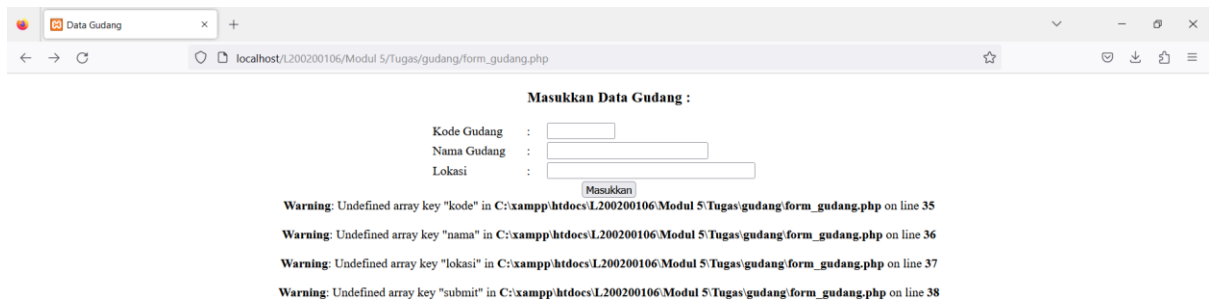 Data Gudang
localhost/L200200106/Modul 5/Tugas/gudang/form_gudang.php
Masukkan Data Gudang :
Kode Gudang :
Nama Gudang :
Lokasi :
Masukkan
Warning: Undefined array key "kode" in C:\xampp\htdocs\L200200106\Modul 5\Tugas\gudang\form_gudang.php on line 35
Warning: Undefined array key "nama" in C:\xampp\htdocs\L200200106\Modul 5\Tugas\gudang\form_gudang.php on line 36
Warning: Undefined array key "lokasi" in C:\xampp\htdocs\L200200106\Modul 5\Tugas\gudang\form_gudang.php on line 37
Warning: Undefined array key "submit" in C:\xampp\htdocs\L200200106\Modul 5\Tugas\gudang\form_gudang.php on line 38